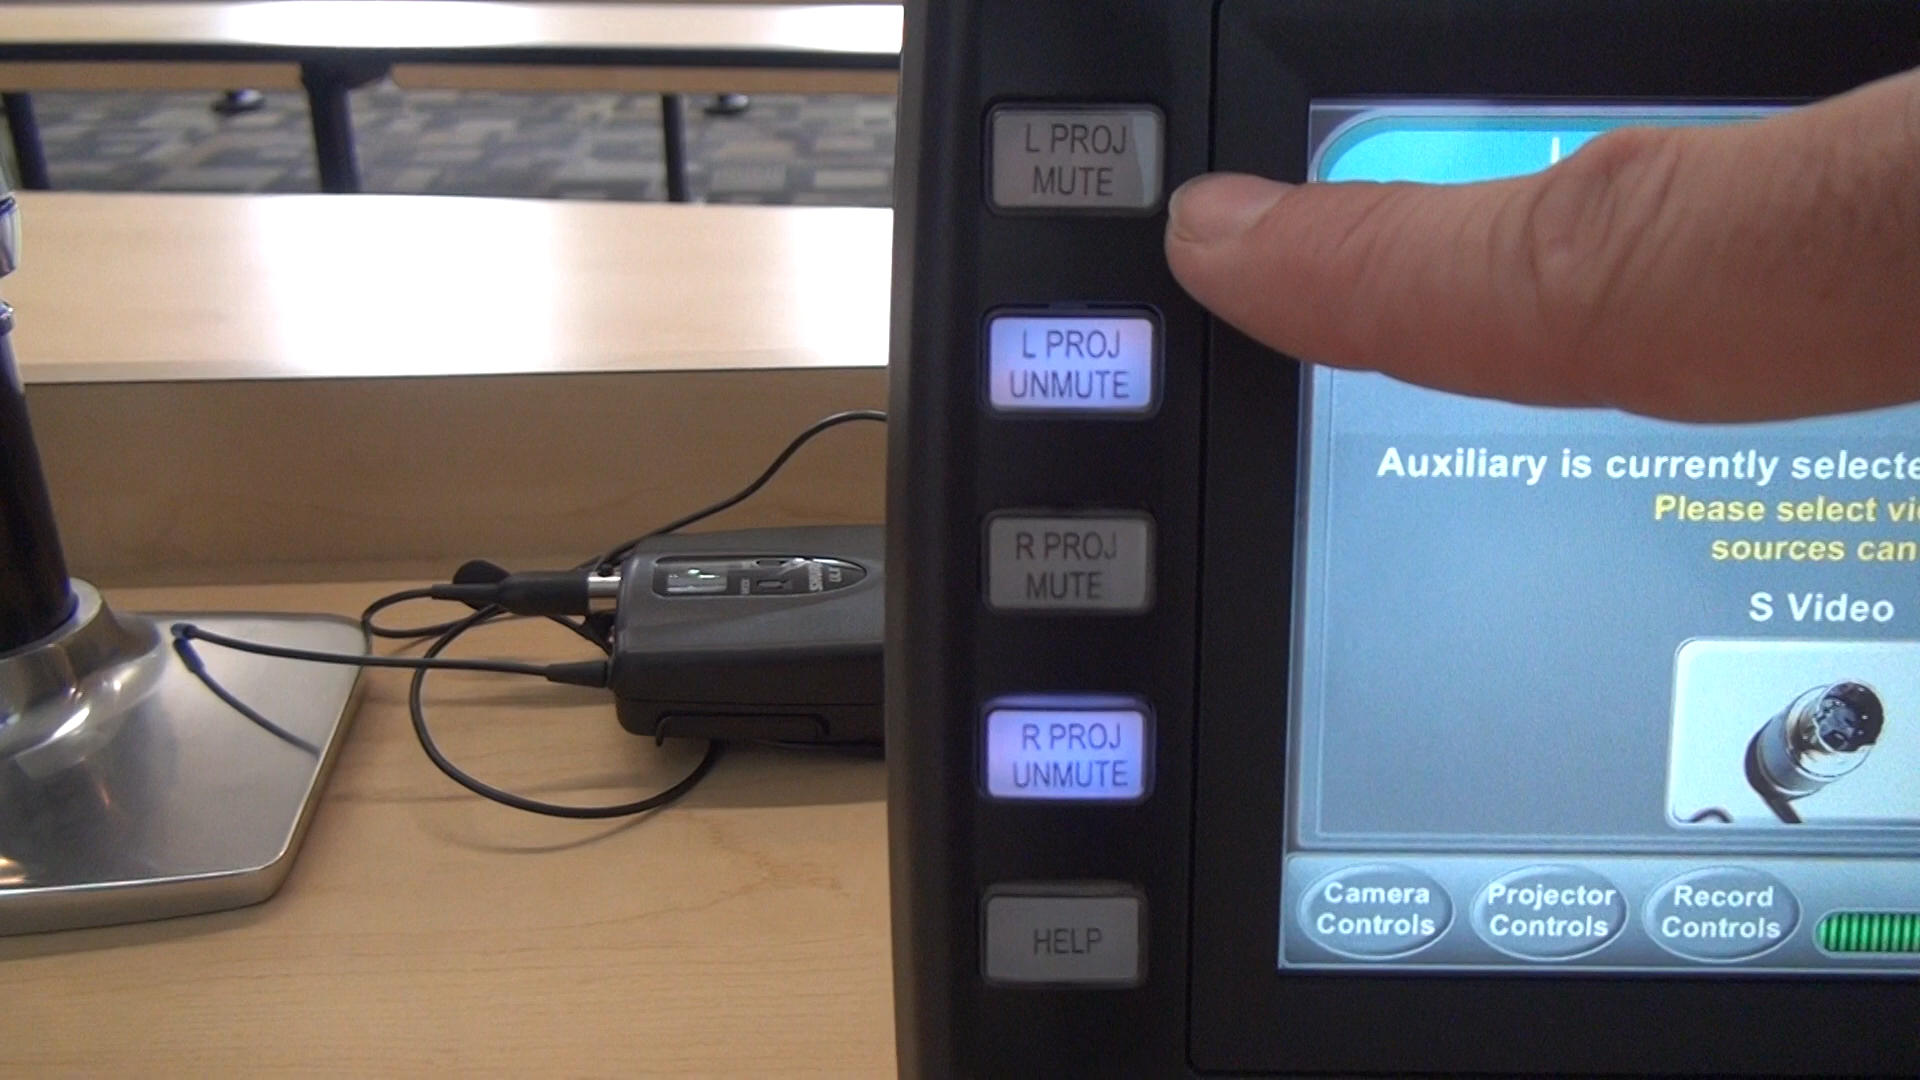 L PROJ
MUTE
L PROJ
UNMUTE
R PROJ
MUTE
R PROJ
UNMUTE
HELP
Auxiliary is currently selecte
Please select vi
sources can
S Video
Camera
Controls
Projector
Controls
Record
Controls
SHURE